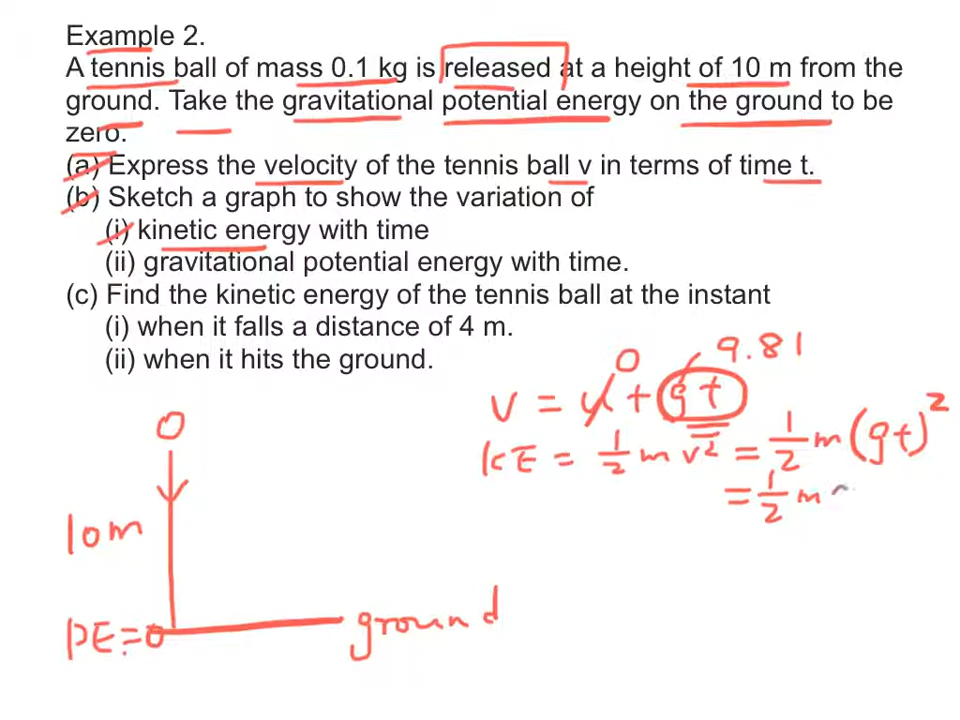 Example 2.
A tennis ball of mass 0.1 kg is released at a height of 10 m from the
ground. Take the gravitational potential energy on the ground to be
zero.
(a) Express the velocity of the tennis ball v in terms of time t.
(b) Sketch a graph to show the variation of
(i) kinetic energy with time
(ii) gravitational potential energy with time.
(c) Find the kinetic energy of the tennis ball at the instant
(i) when it falls a distance of 4 m.
(ii) when it hits the ground.
0 9.81
v = u + gt
KE = 1/2 m v² = 1/2 m (gt)²
= 1/2 m
10m
PE=0 ground